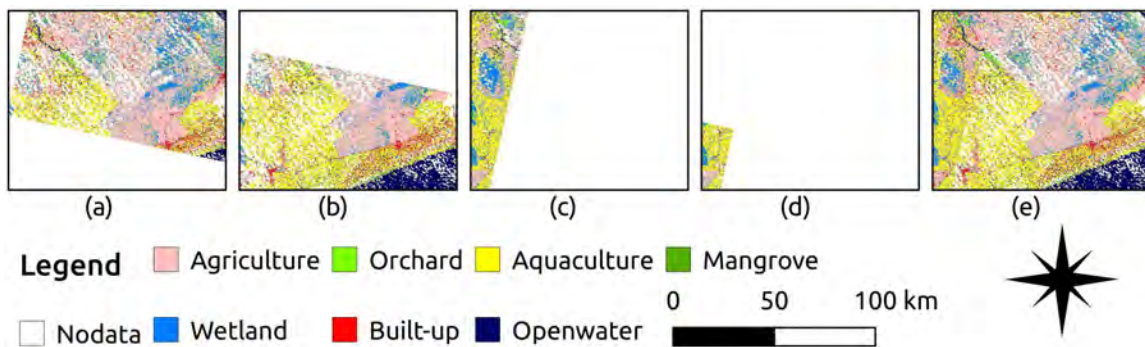 (a) (b) (c) (d) (e)
Legend Agriculture Orchard Aquaculture Mangrove
Nodata Wetland Built-up Openwater
0 50 100 km